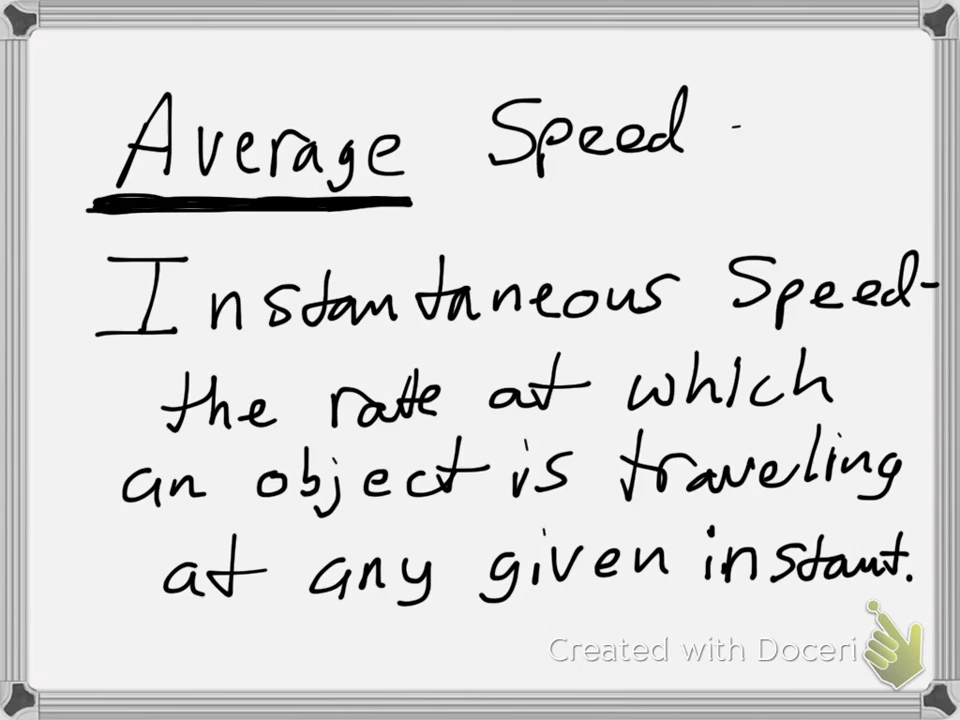 Average Speed -
Instantaneous Speed-
the rate at which
an object is traveling
at any given instant.
Created with Doceri